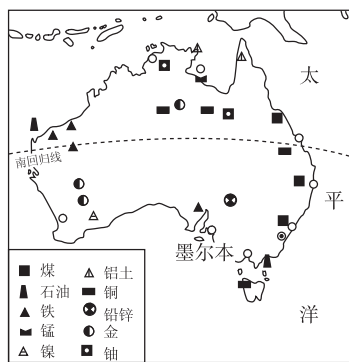 太
平
洋
南回归线
墨尔本
煤 铝土
石油 铜
铁 铅锌
锰 金
镍 铀